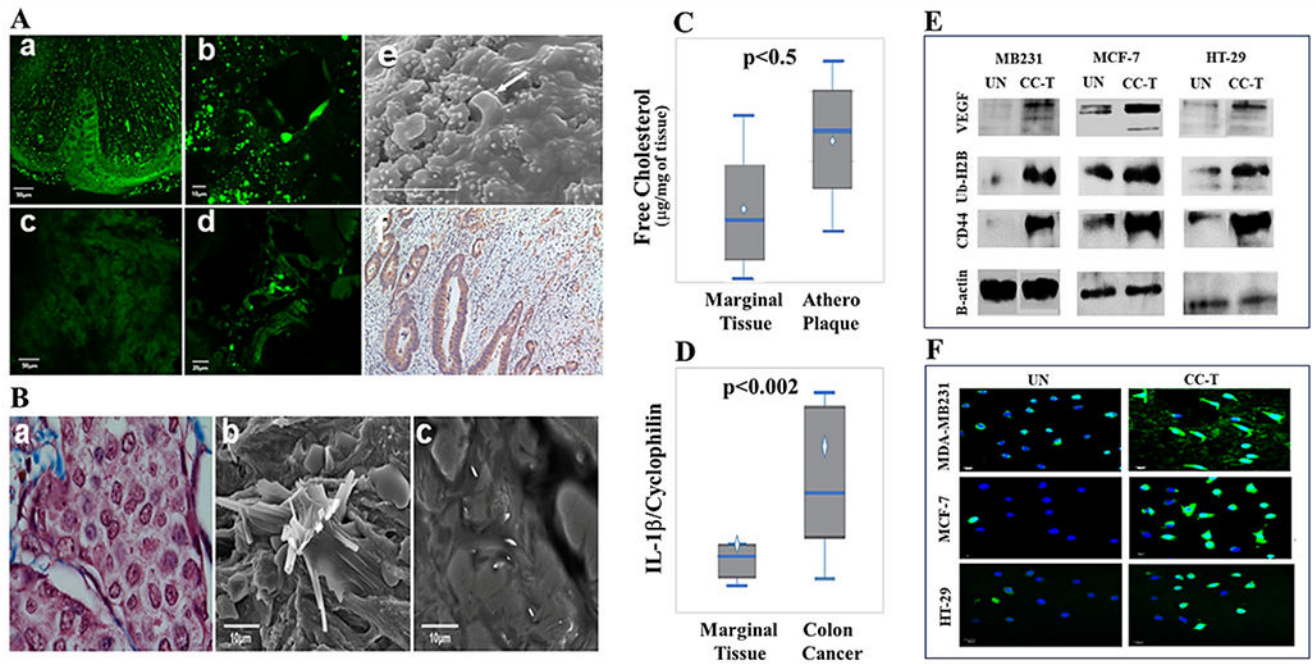 A
a
b
e
50µm
10µm
c
d
f
50µm
20µm
B
a
b
c
10µm
10µm
C
p<0.5
Free Cholesterol
(µg/mg of tissue)
Marginal
Tissue
Athero
Plaque
D
p<0.002
IL-1β/Cyclophilin
Marginal
Tissue
Colon
Cancer
E
MB231 MCF-7 HT-29
UN CC-T UN CC-T UN CC-T
VEGF
Ub-H2B
CD44
B-actin
F
UN CC-T
MDA-MB231
MCF-7
HT-29